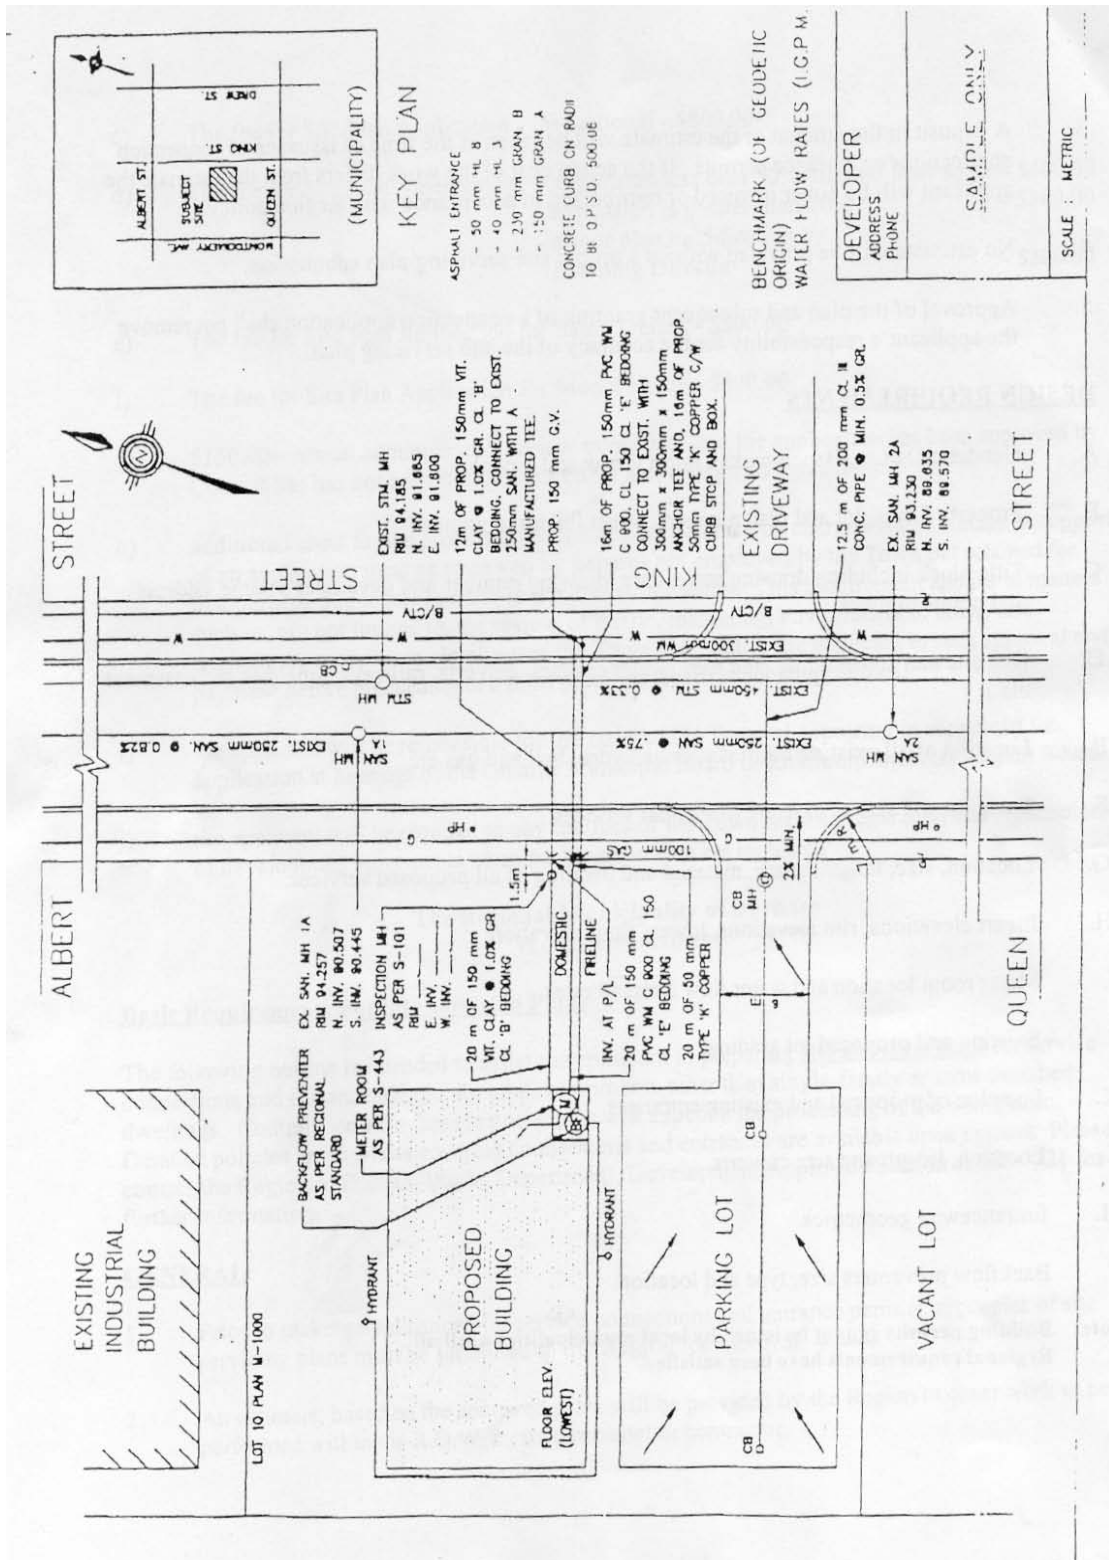 ALBERT ST.
SUBJECT
SITE
QUEEN ST.
MONTGOMERY AVE.
KING ST.
DREW ST.
(MUNICIPALITY)
KEY PLAN
ASPHALT ENTRANCE
- 50 mm HL 8
- 40 mm HL 3
- 230 mm GRAN. B
- 150 mm GRAN. A
CONCRETE CURB ON RADII
TO BE O.P.S.D. 600.06
BENCHMARK (OF GEODETIC
ORIGIN)
WATER FLOW RATES (I.G.P.M.
DEVELOPER
ADDRESS
PHONE
SAMPLE ONLY
SCALE METRIC
ALBERT STREET
N
EXIST. STM. MH
RIM 94.185
N. INV. 91.885
E. INV. 91.900
12m OF PROP. 150mm VIT.
CLAY @ 1.0% GR. CL 'B'
BEDDING. CONNECT TO EXIST.
250mm SAN. WITH A
MANUFACTURED TEE.
PROP. 150 mm G.V.
16m OF PROP. 150mm PVC WM
C 900, CL 150 CL 'E' BEDDING
CONNECT TO EXIST. WITH
300mm x 300mm x 150mm
ANCHOR TEE AND, 16m OF PROP.
50mm TYPE 'K' COPPER C/W
CURB STOP AND BOX.
EXISTING
DRIVEWAY
12.5 m OF 200 mm CL III
CONC. PIPE @ MIN. 0.5% GR.
EX. SAN. MH 2A
RIM 93.230
N. INV. 89.635
S. INV. 89.570
QUEEN STREET
KING STREET
B/CTV
B/CTV
W
W
W
W
EXIST. 300mm WM
CB
STM MH
EXIST. 450mm STM @ 0.33%
EXIST. 250mm SAN. @ 0.82%
1A
SAN
MH
EXIST. 250mm SAN @ .75%
2A
SAN
MH
HP
G
G
100mm GAS
HP
1.5m
CB
MH
2% MIN.
EX. SAN. MH 1A
RIM 94.257
N. INV. 90.507
S. INV. 90.445
INSPECTION MH
AS PER S-101
RIM
E. INV.
W. INV.
20 m OF 150 mm
VIT. CLAY @ 1.0% GR
CL 'B' BEDDING
DOMESTIC
FIRELINE
INV. AT P/L
20 m OF 150 mm
PVC WM C 900 CL 150
CL 'E' BEDDING
20 m OF 50 mm
TYPE 'K' COPPER
BACKFLOW PREVENTER
AS PER REGIONAL
STANDARD
METER ROOM
AS PER S-443
M
EXISTING
INDUSTRIAL
BUILDING
LOT 10 PLAN M-1000
HYDRANT
PROPOSED
BUILDING
FLOOR ELEV.
(LOWEST)
HYDRANT
PARKING LOT
CB
CB
VACANT LOT